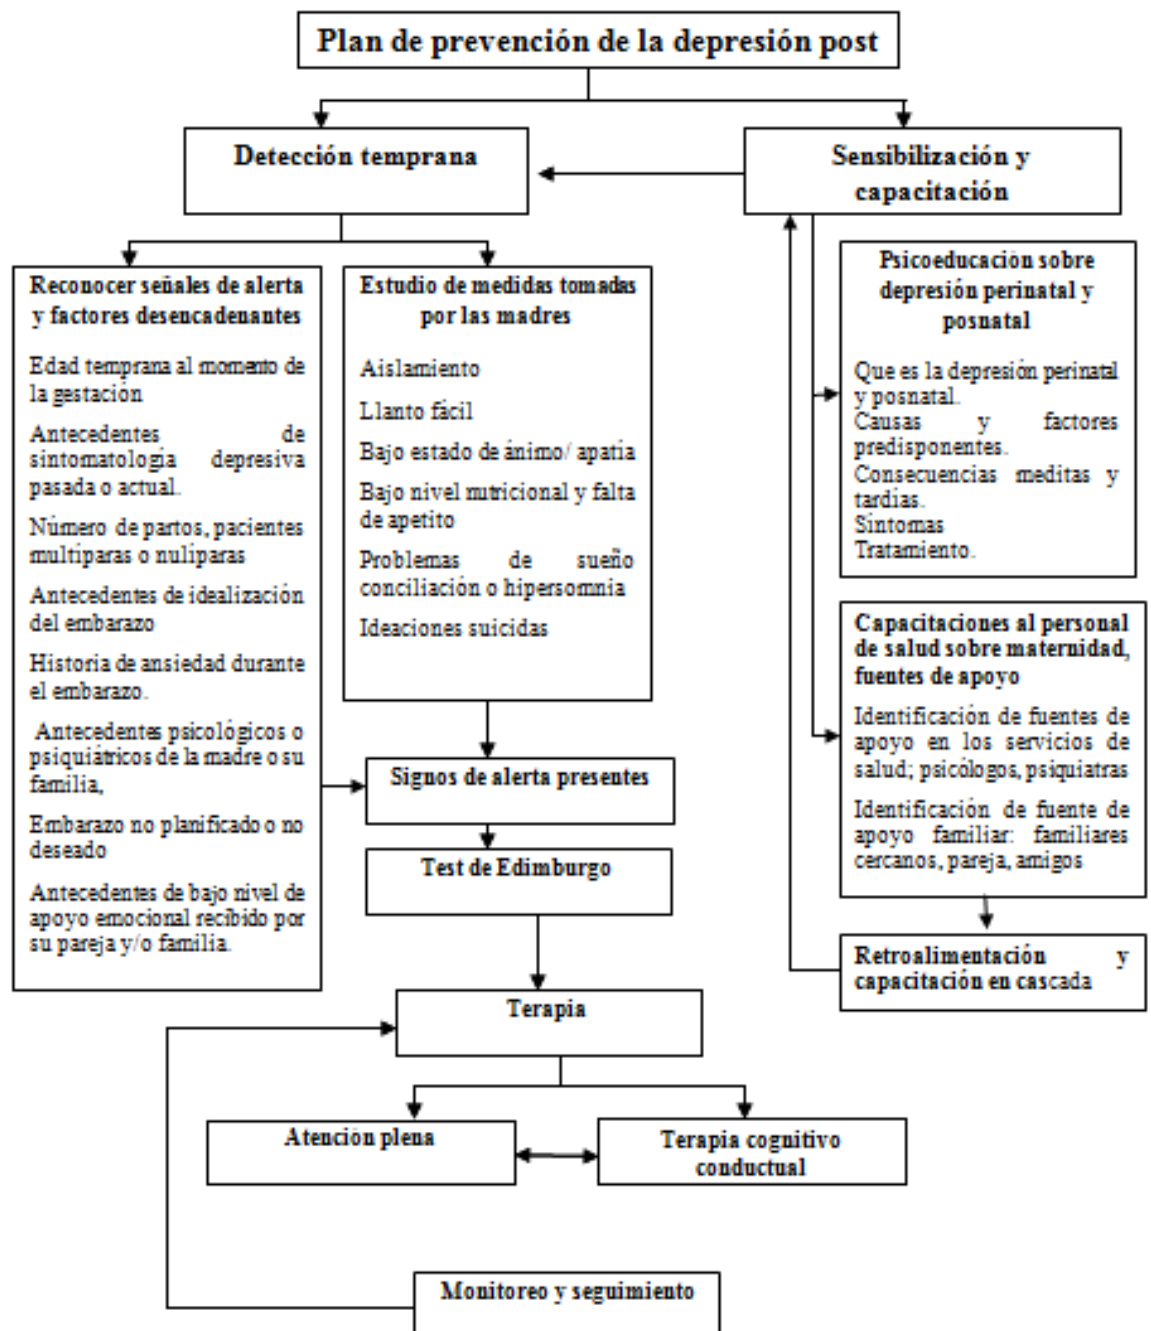 Plan de prevención de la depresión post
Detección temprana
Sensibilización y
capacitación
Reconocer señales de alerta
y factores desencadenantes
Edad temprana al momento de
la gestación
Antecedentes de
sintomatología depresiva
pasada o actual.
Número de partos, pacientes
multíparas o nulíparas
Antecedentes de idealización
del embarazo
Historia de ansiedad durante
el embarazo.
Antecedentes psicológicos o
psiquiátricos de la madre o su
familia,
Embarazo no planificado o no
deseado
Antecedentes de bajo nivel de
apoyo emocional recibido por
su pareja y/o familia.
Estudio de medidas tomadas
por las madres
Aislamiento
Llanto fácil
Bajo estado de ánimo/ apatía
Bajo nivel nutricional y falta
de apetito
Problemas de sueño
conciliación o hipersomnia
Ideaciones suicidas
Psicoeducación sobre
depresión perinatal y
posnatal
Que es la depresión perinatal
y posnatal.
Causas y factores
predisponentes.
Consecuencias meditas y
tardías.
Síntomas
Tratamiento.
Capacitaciones al personal
de salud sobre maternidad,
fuentes de apoyo
Identificación de fuentes de
apoyo en los servicios de
salud; psicólogos, psiquiatras
Identificación de fuente de
apoyo familiar: familiares
cercanos, pareja, amigos
Retroalimentación y
capacitación en cascada
Signos de alerta presentes
Test de Edimburgo
Terapia
Atención plena
Terapia cognitivo
conductual
Monitoreo y seguimiento